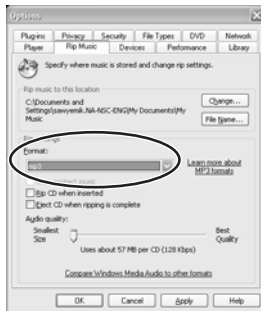 Options
Plug-ins Privacy Security File Types DVD Network
Player Rip Music Devices Performance Library
Specify where music is stored and change rip settings.
Rip music to this location
C:\Documents and
Settings\sawyemik.NA-NSC-ENG\My Documents\My
Music
Change...
File Name...
Format:
mp3
Learn more about
MP3 formats
Rip CD when inserted
Eject CD when ripping is complete
Audio quality:
Smallest
Size
Best
Quality
Uses about 57 MB per CD (128 Kbps)
Compare Windows Media Audio to other formats
OK Cancel Apply Help